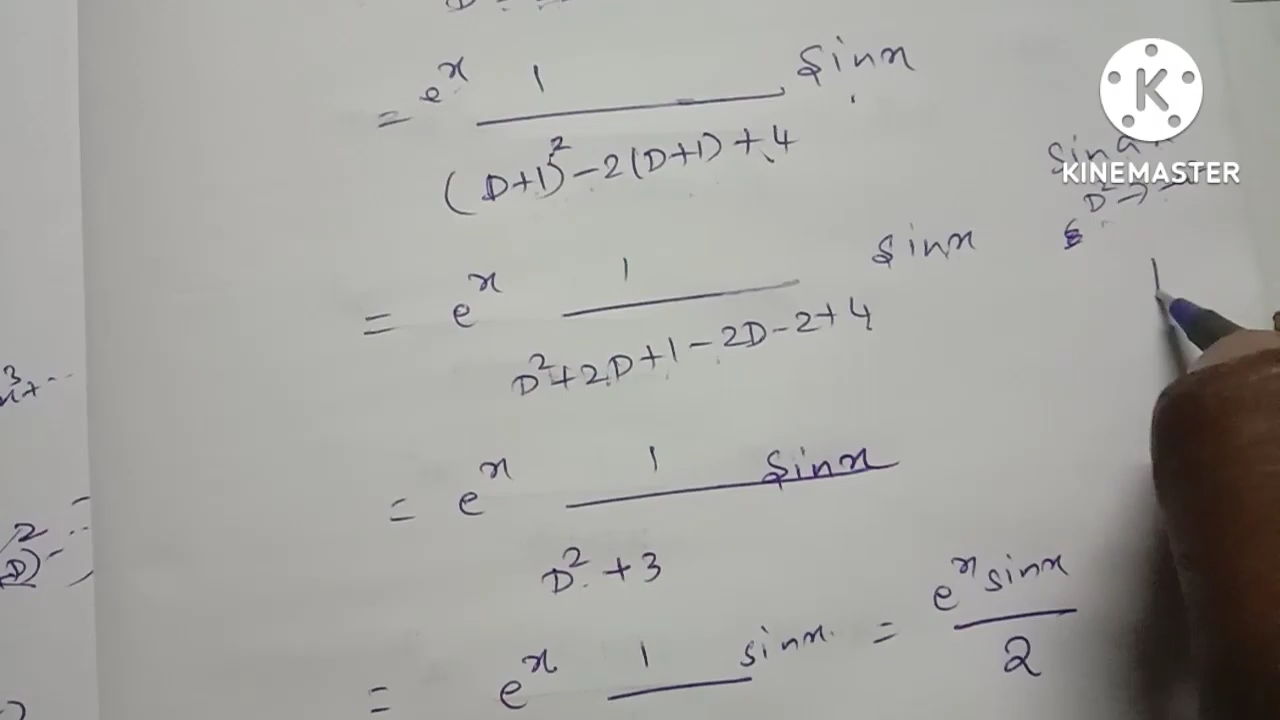 = e^x 1 / ((D+1)^2 - 2(D+1) + 4) sinx
= e^x 1 / (D^2 + 2D + 1 - 2D - 2 + 4) sinx
= e^x 1 sinx / (D^2 + 3)
= e^x 1 sinx = e^x sinx / 2
KINEMASTER